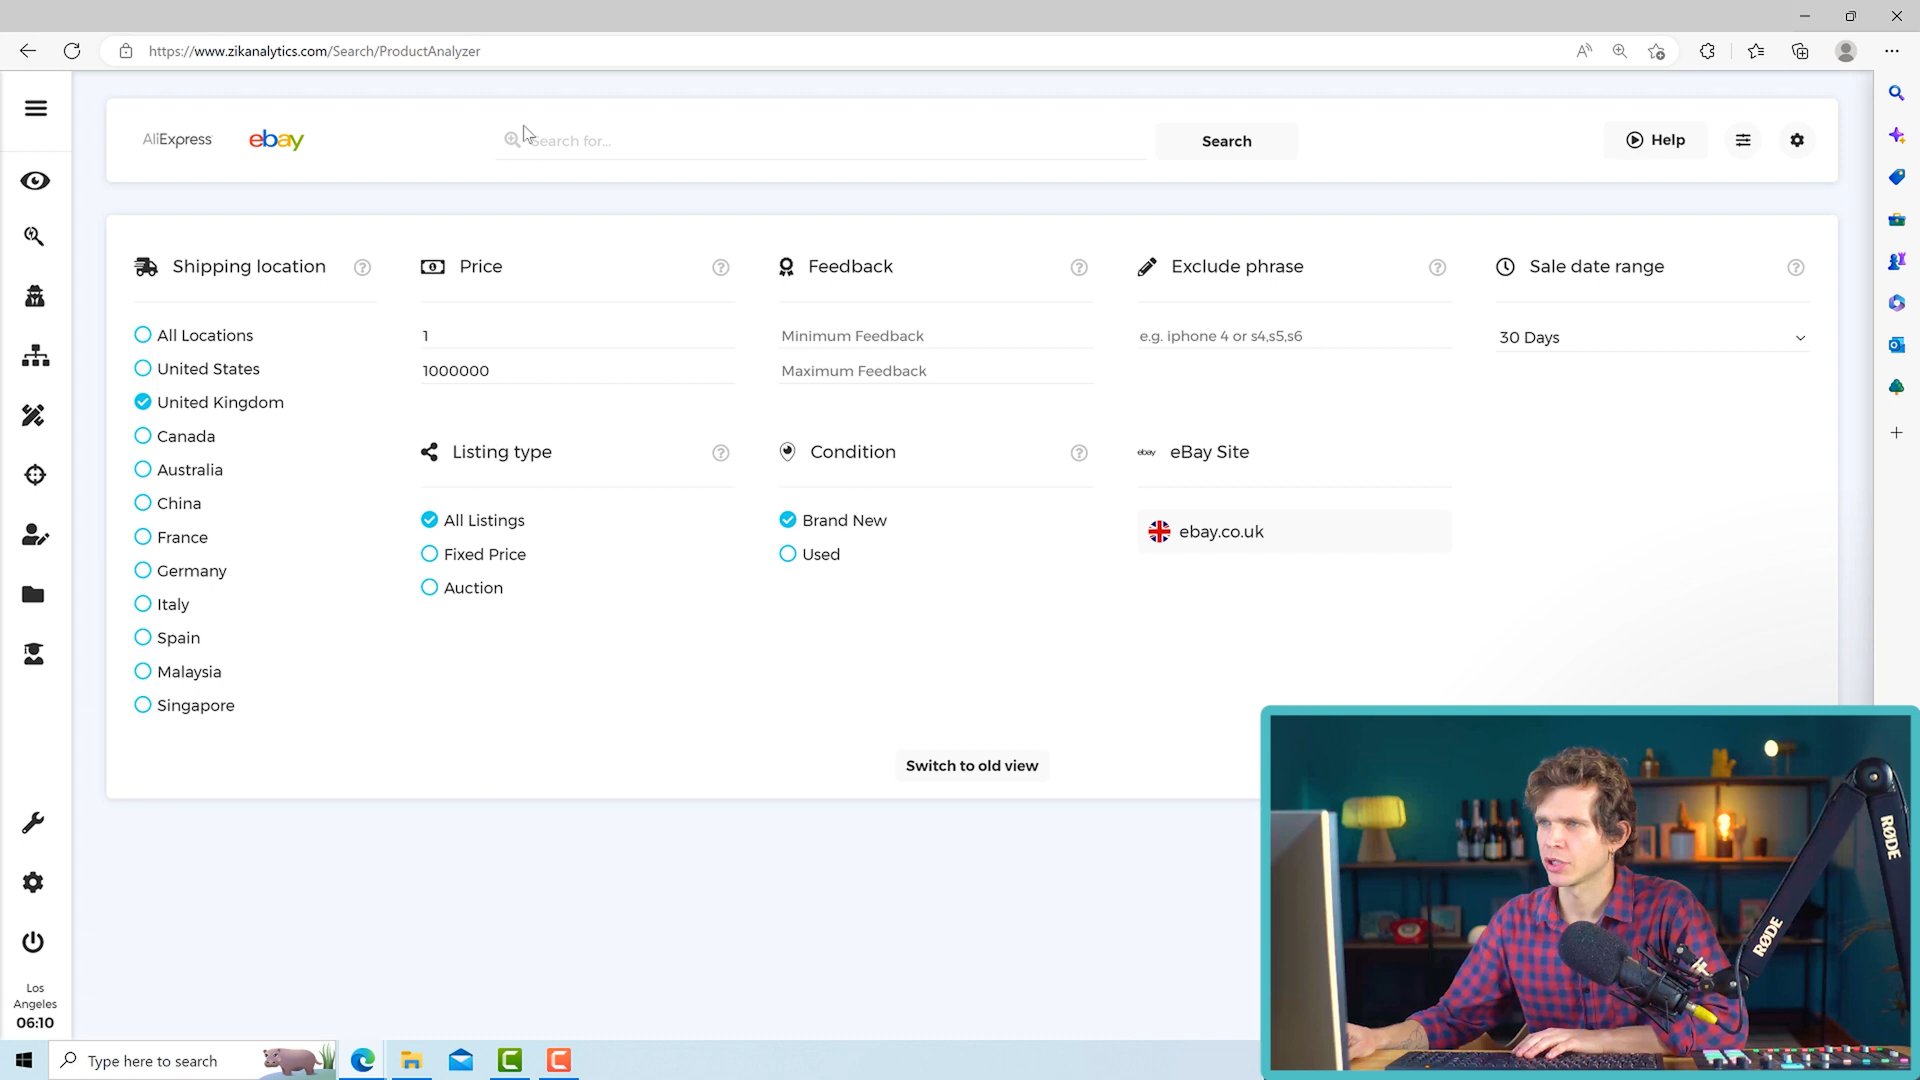 https://www.zikanalytics.com/Search/ProductAnalyzer
AliExpress
ebay
Search for...
Search
Help
Shipping location
All Locations
United States
United Kingdom
Canada
Australia
China
France
Germany
Italy
Spain
Malaysia
Singapore
Price
1
1000000
Feedback
Minimum Feedback
Maximum Feedback
Exclude phrase
e.g. iphone 4 or s4,s5,s6
Sale date range
30 Days
Listing type
All Listings
Fixed Price
Auction
Condition
Brand New
Used
ebay
eBay Site
ebay.co.uk
Switch to old view
Los
Angeles
06:10
Type here to search
RØDE
RØDE